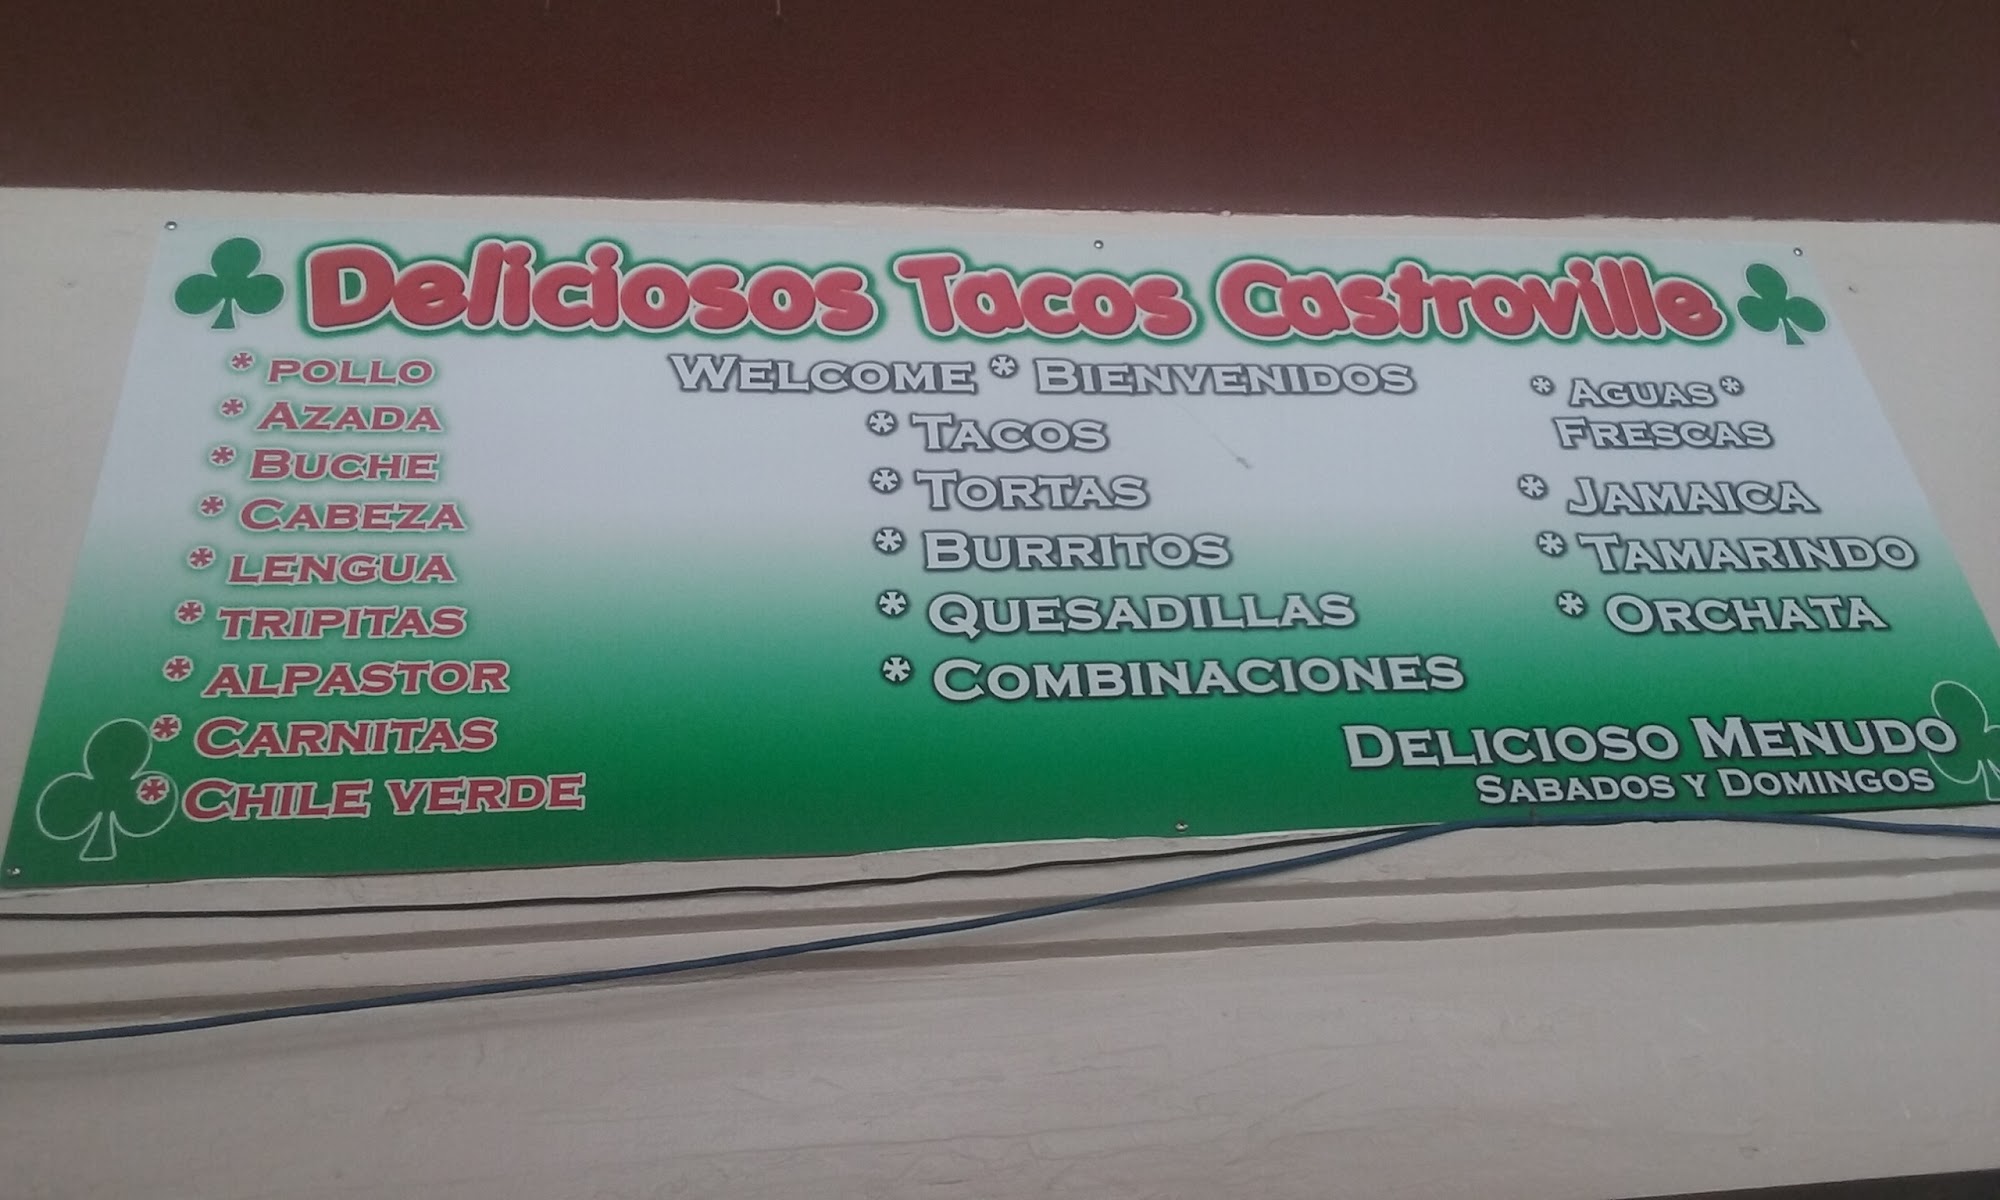 Deliciosos Tacos Castroville
* POLLO
* AZADA
* BUCHE
* CABEZA
* LENGUA
* TRIPITAS
* ALPASTOR
* CARNITAS
* CHILE VERDE
WELCOME * BIENVENIDOS
* TACOS
* TORTAS
* BURRITOS
* QUESADILLAS
* COMBINACIONES
* AGUAS *
FRESCAS
* JAMAICA
* TAMARINDO
* ORCHATA
DELICIOSO MENUDO
SABADOS Y DOMINGOS